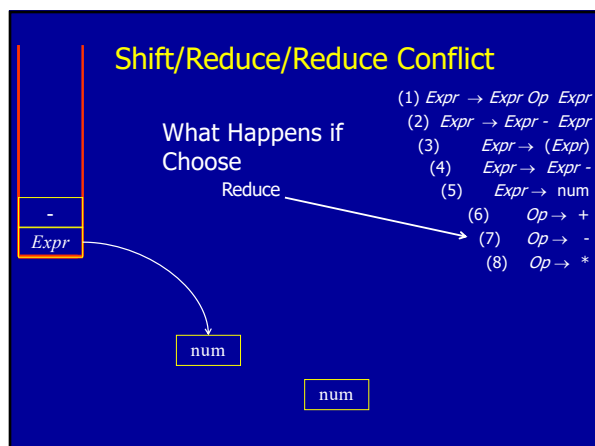 Shift/Reduce/Reduce Conflict
(1) Expr → Expr Op Expr
(2) Expr → Expr - Expr
(3) Expr → (Expr)
(4) Expr → Expr -
(5) Expr → num
(6) Op → +
(7) Op → -
(8) Op → *
What Happens if
Choose
Reduce
-
Expr
num
num